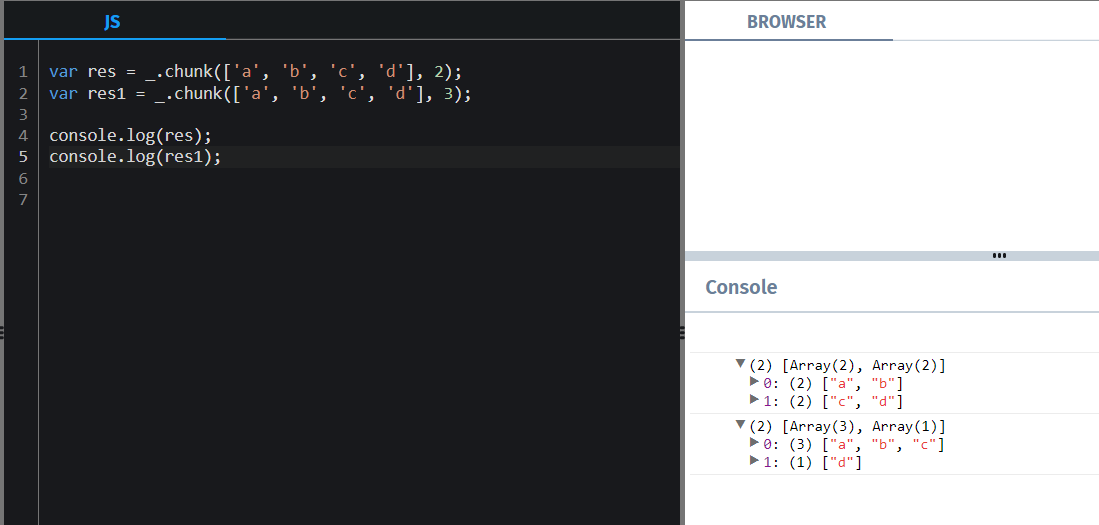 JS
1 var res = _.chunk(['a', 'b', 'c', 'd'], 2);
2 var res1 = _.chunk(['a', 'b', 'c', 'd'], 3);
3
4 console.log(res);
5 console.log(res1);
6
7
BROWSER
Console
(2) [Array(2), Array(2)]
0: (2) ["a", "b"]
1: (2) ["c", "d"]
(2) [Array(3), Array(1)]
0: (3) ["a", "b", "c"]
1: (1) ["d"]